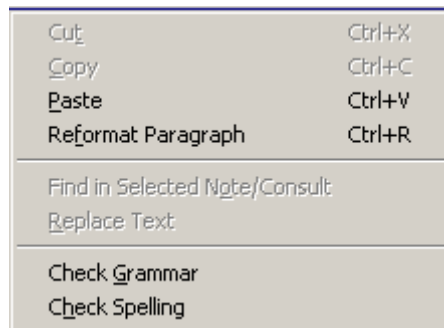 Cut Ctrl+X
Copy Ctrl+C
Paste Ctrl+V
Reformat Paragraph Ctrl+R
Find in Selected Note/Consult
Replace Text
Check Grammar
Check Spelling